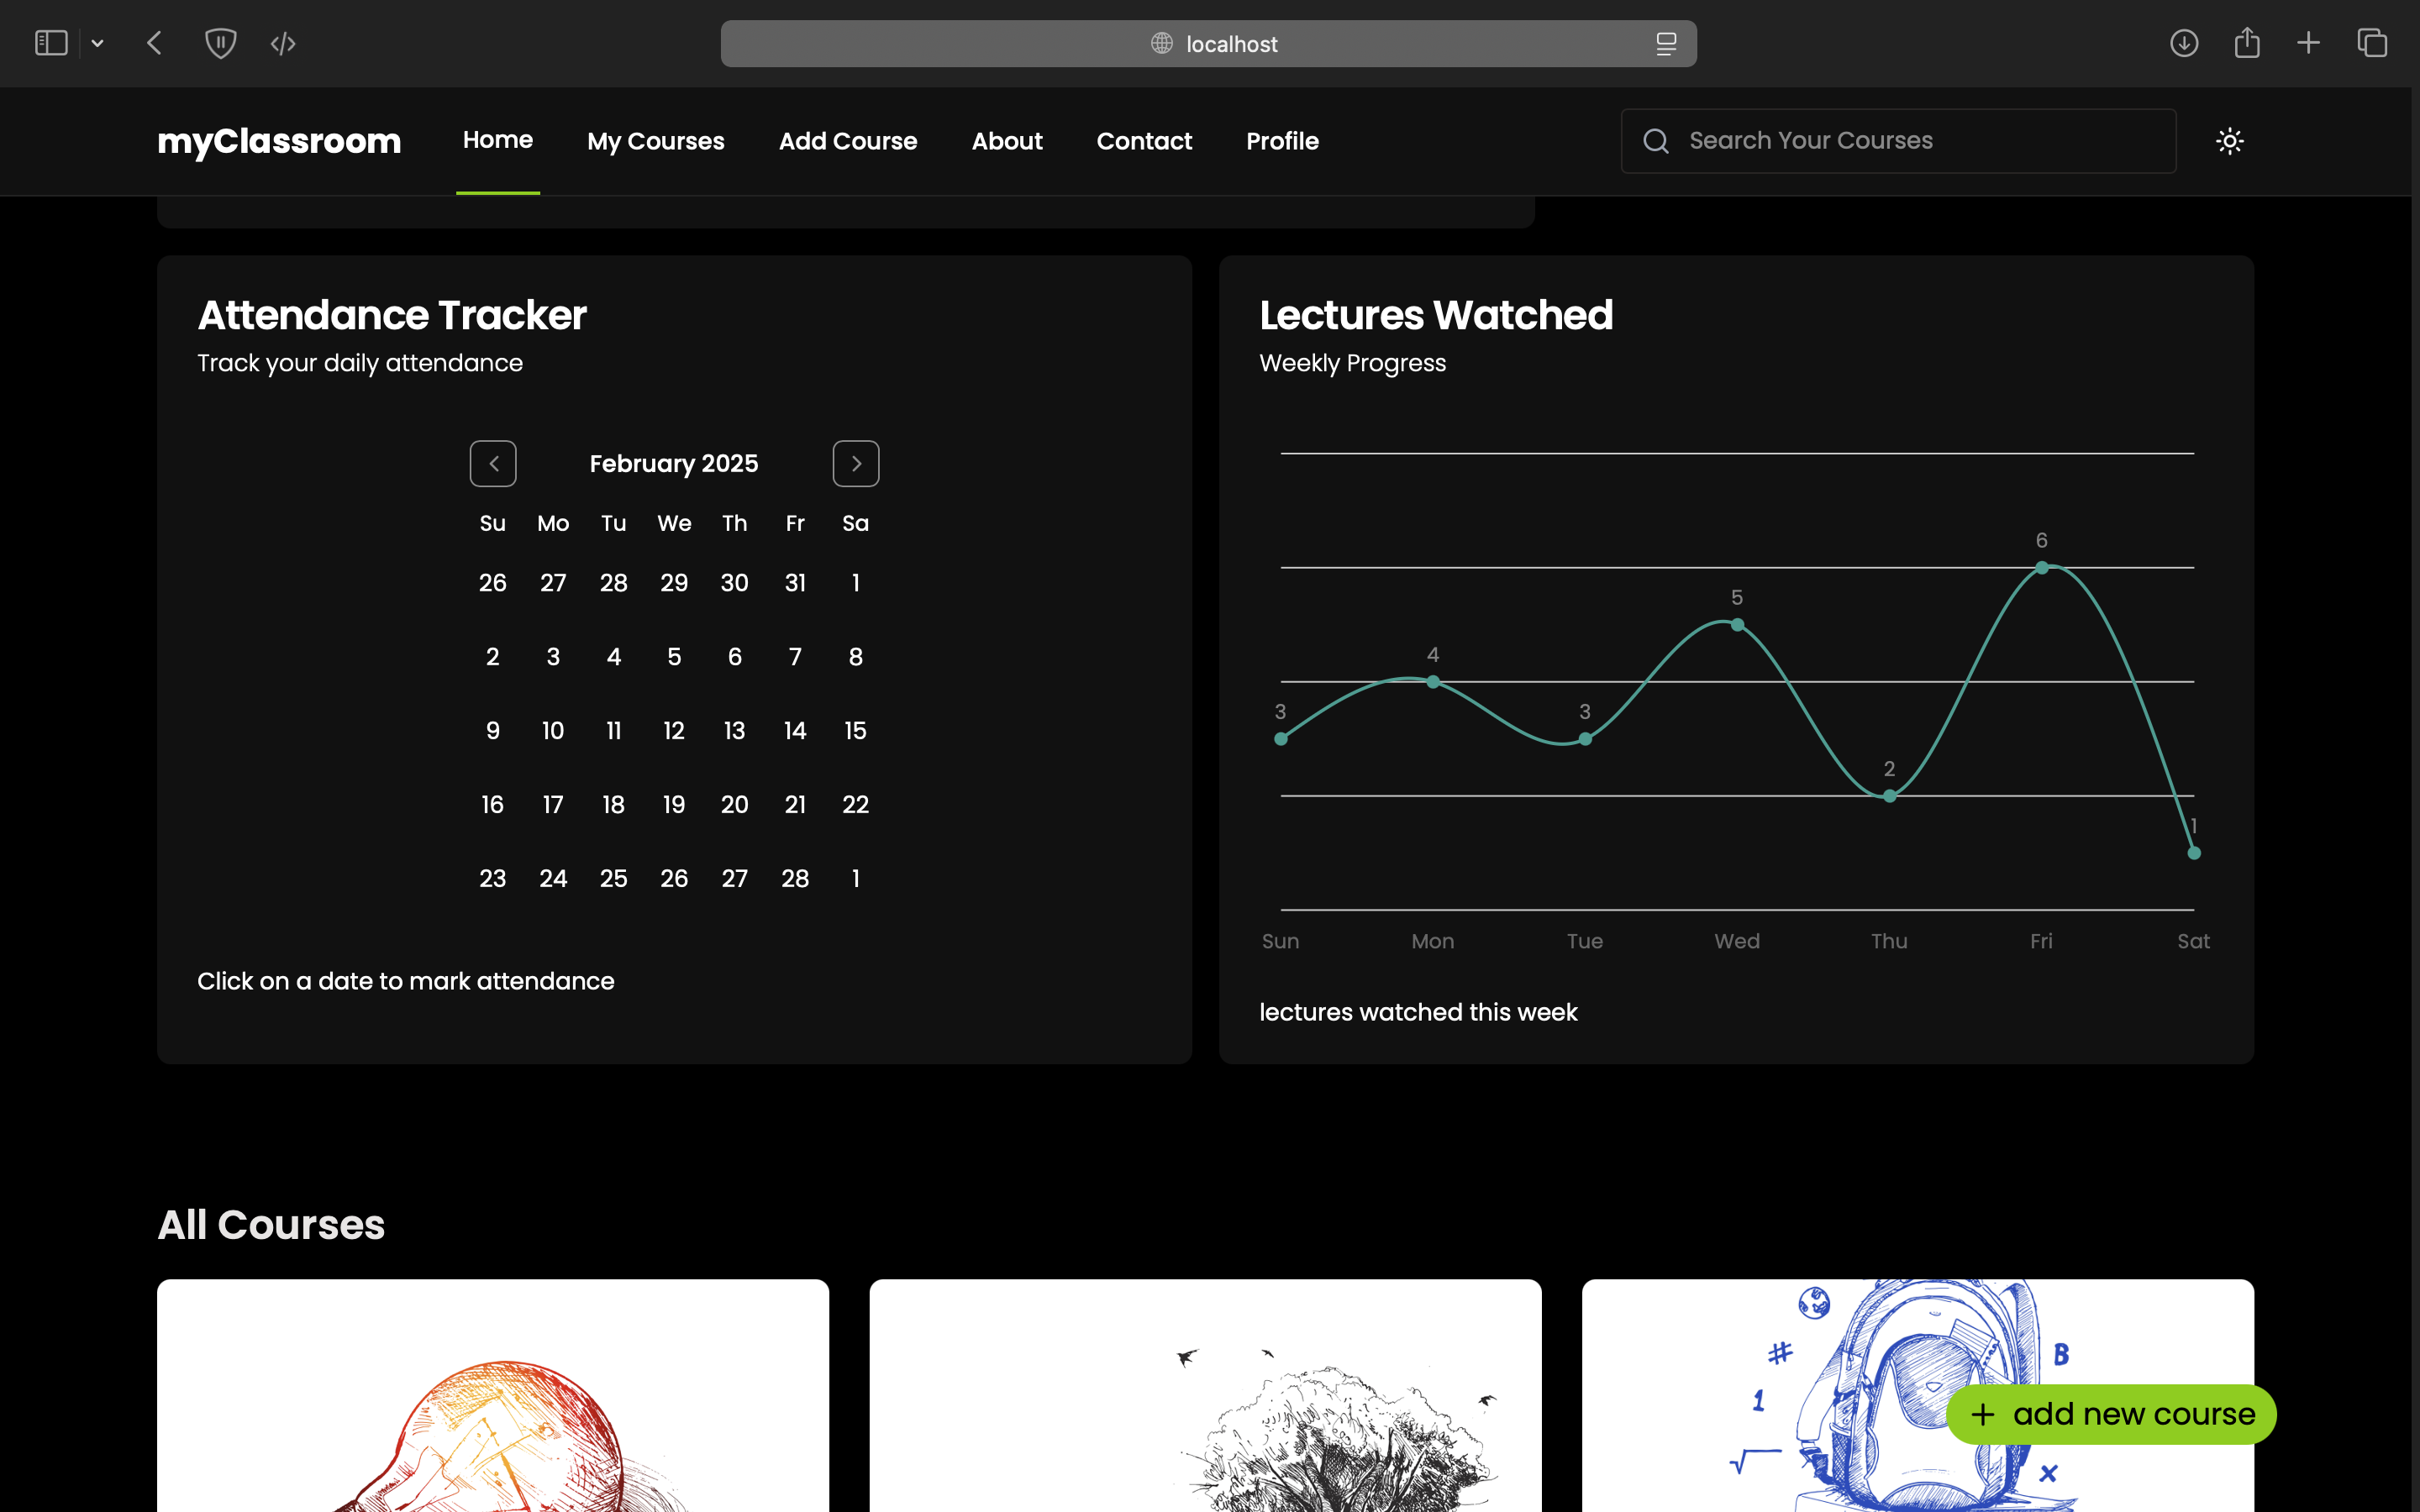 localhost
myClassroom Home My Courses Add Course About Contact Profile Search Your Courses
Attendance Tracker
Track your daily attendance
February 2025
Su Mo Tu We Th Fr Sa
26 27 28 29 30 31 1
2 3 4 5 6 7 8
9 10 11 12 13 14 15
16 17 18 19 20 21 22
23 24 25 26 27 28 1
Click on a date to mark attendance
Lectures Watched
Weekly Progress
3 4 3 5 2 6 1
Sun Mon Tue Wed Thu Fri Sat
lectures watched this week
All Courses
# B
1
√ x
+ add new course